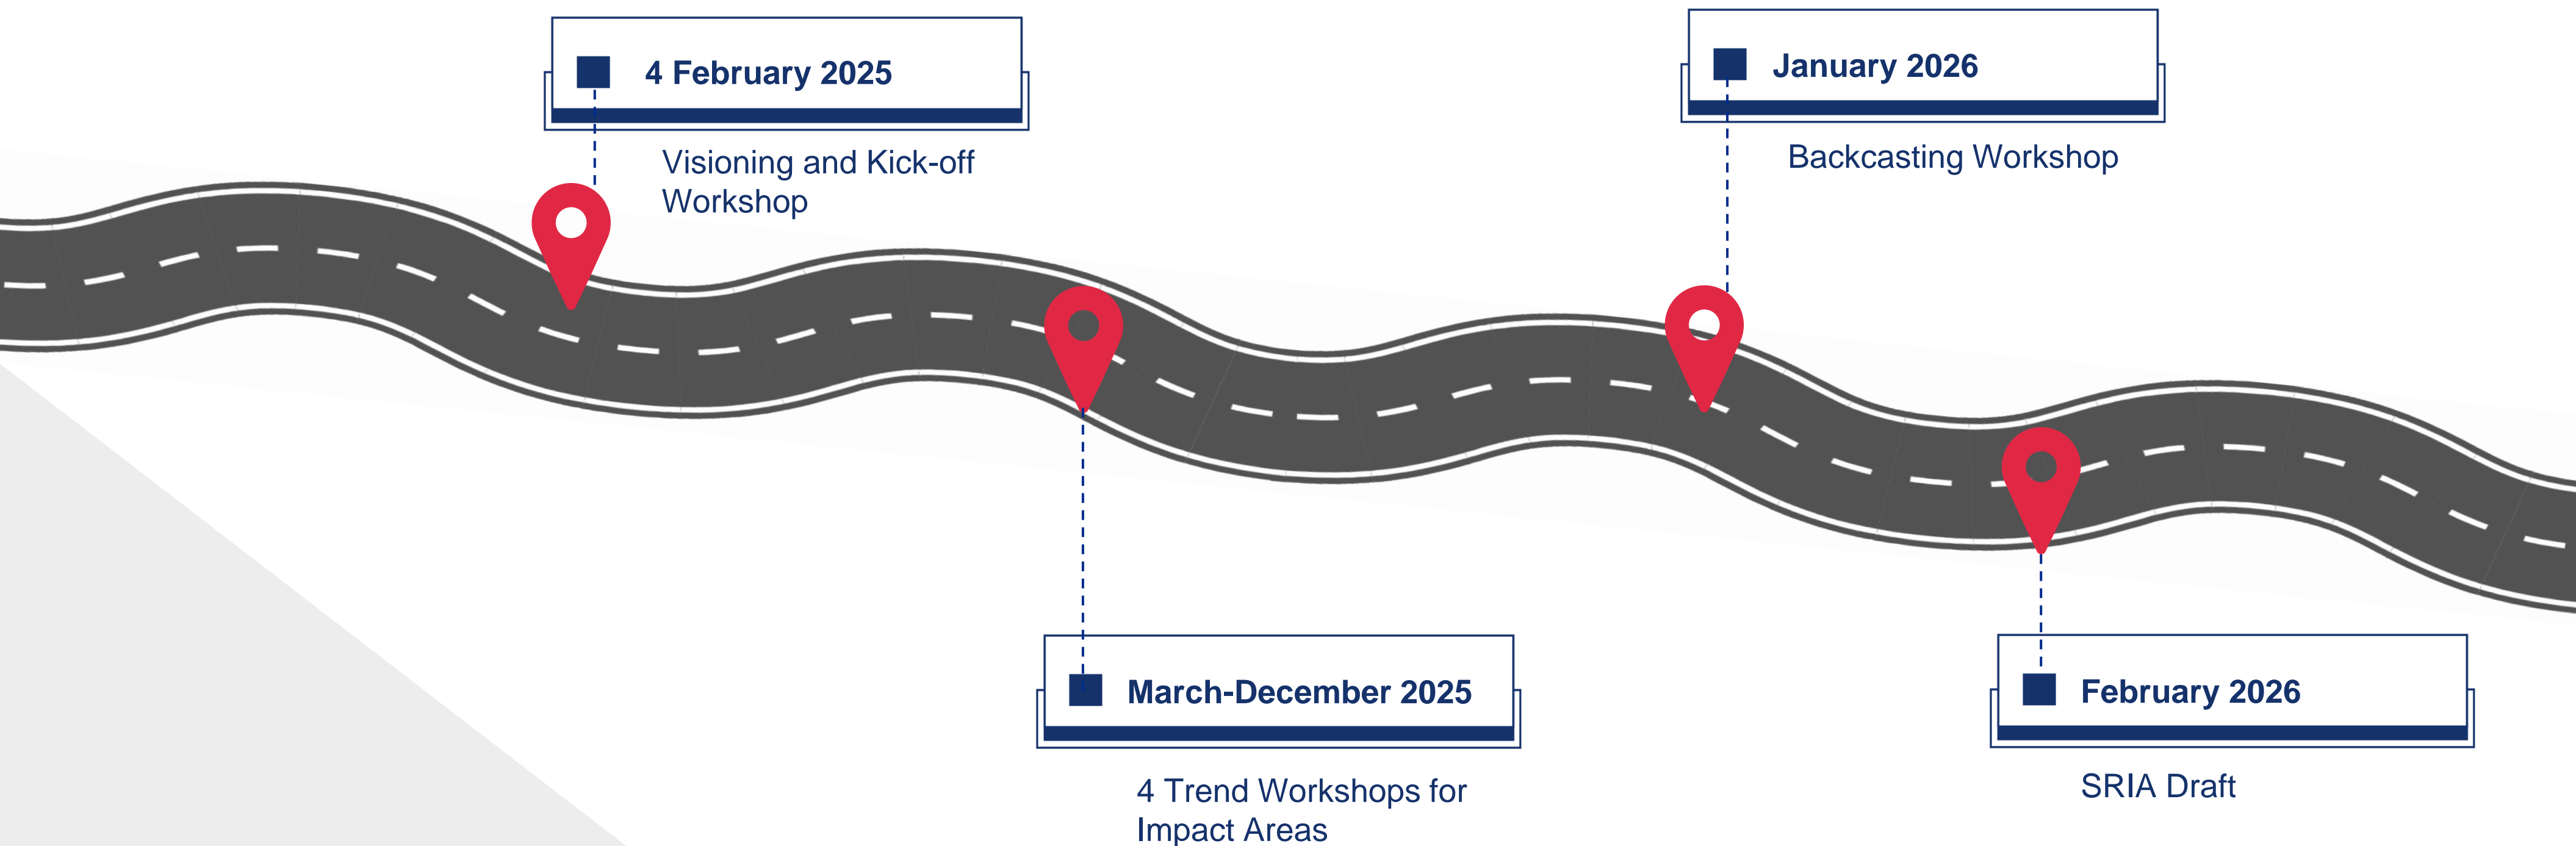 4 February 2025
Visioning and Kick-off
Workshop
March-December 2025
4 Trend Workshops for
Impact Areas
January 2026
Backcasting Workshop
February 2026
SRIA Draft